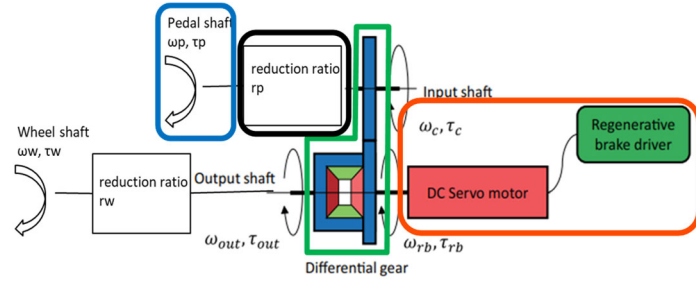 Pedal shaft
ωp, τp
reduction ratio
rp
Input shaft
ω𝑐, τ𝑐
Regenerative
brake driver
Wheel shaft
ωw, τw
reduction ratio
rw
Output shaft
DC Servo motor
ω𝑜𝑢𝑡, τ𝑜𝑢𝑡
ω𝑟𝑏, τ𝑟𝑏
Differential gear